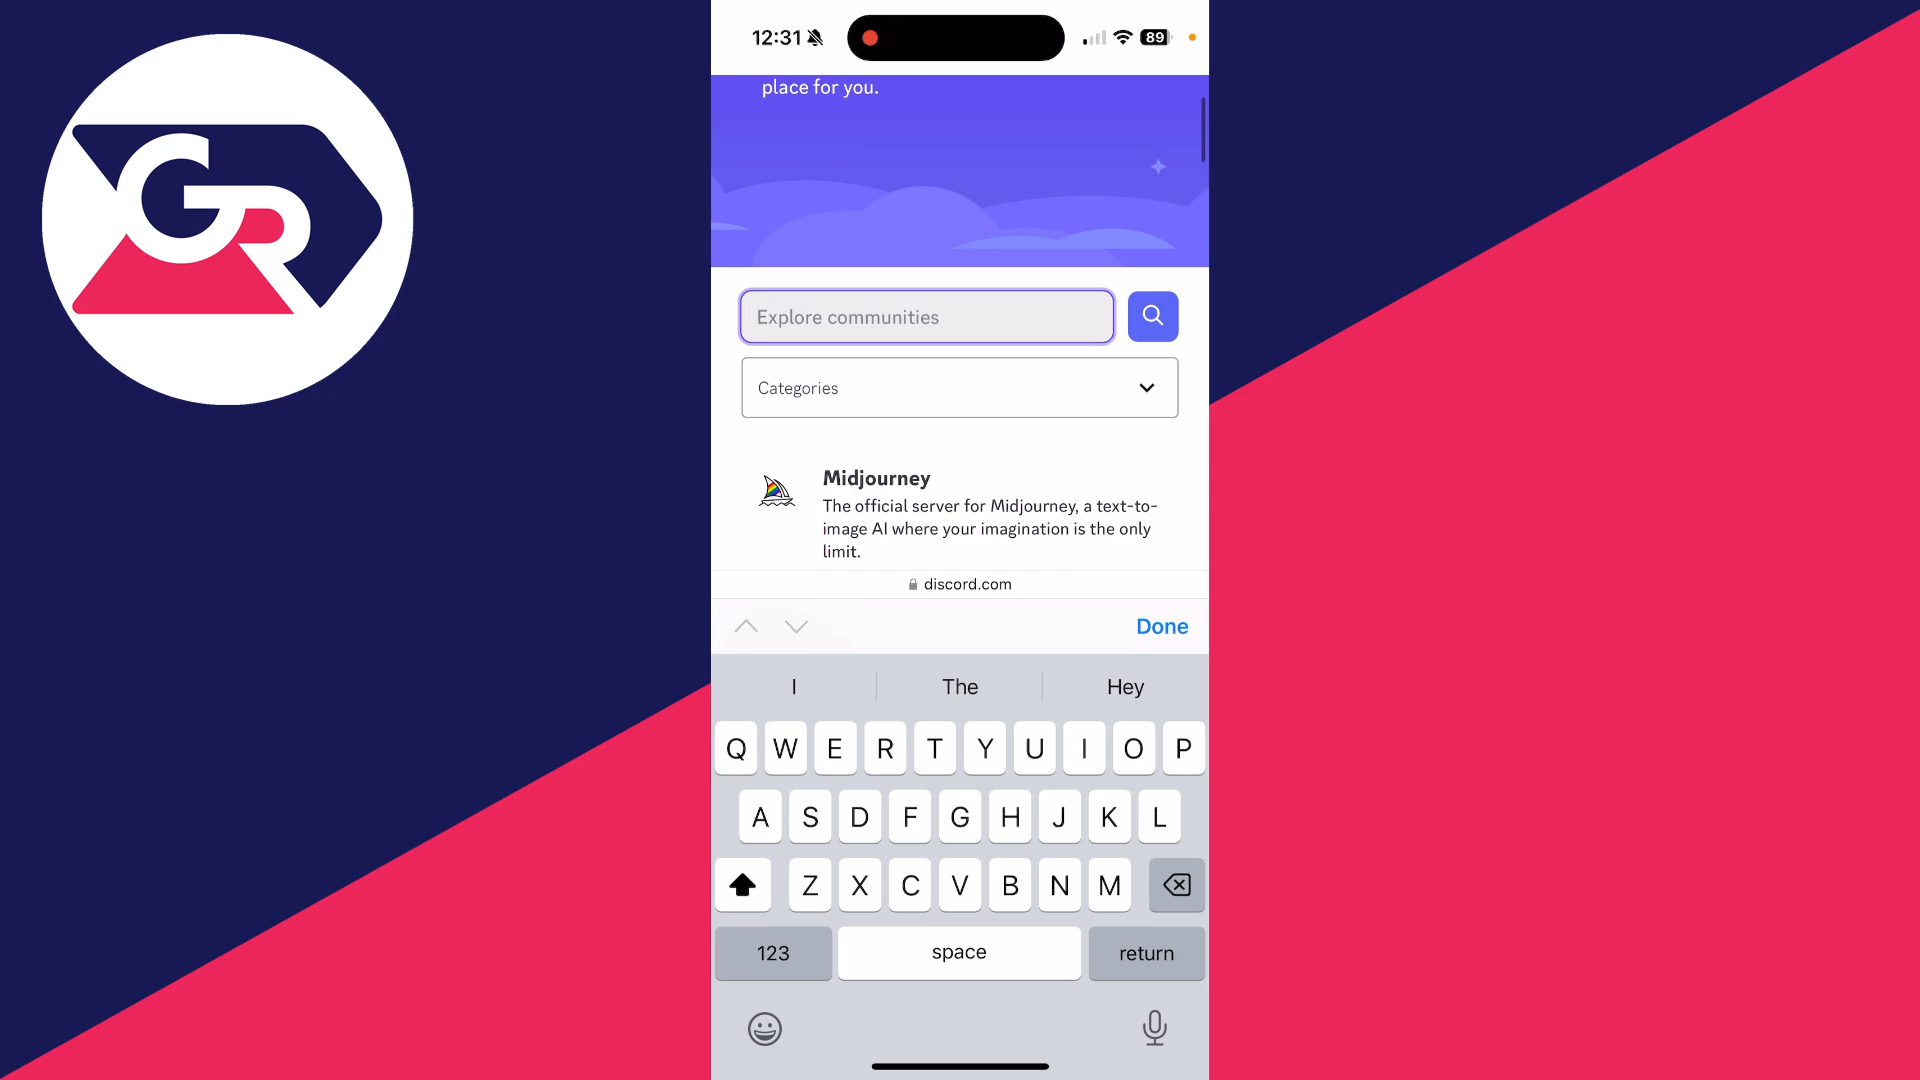 GR
12:31
89
place for you.
Explore communities
Categories
Midjourney
The official server for Midjourney, a text-to-
image AI where your imagination is the only
limit.
discord.com
Done
I The Hey
Q W E R T Y U I O P
A S D F G H J K L
Z X C V B N M
123 space return